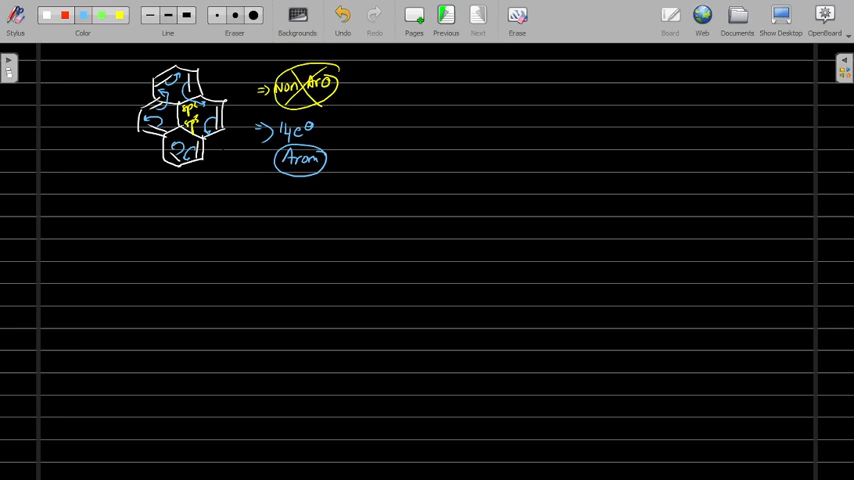 Stylus
Color
Line
Eraser
Backgrounds
Undo
Redo
Pages
Previous
Next
Erase
Board
Web
Documents
Show Desktop
OpenBoard
sp³
sp³
⇒ Non Aro
⇒ 14e⊖
Arom